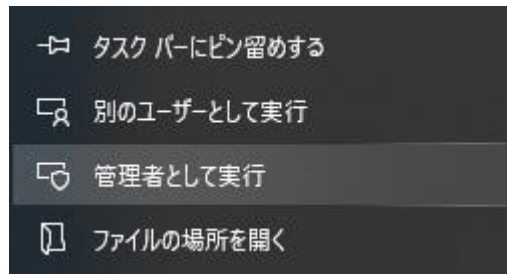 タスク バーにピン留めする
別のユーザーとして実行
管理者として実行
ファイルの場所を開く